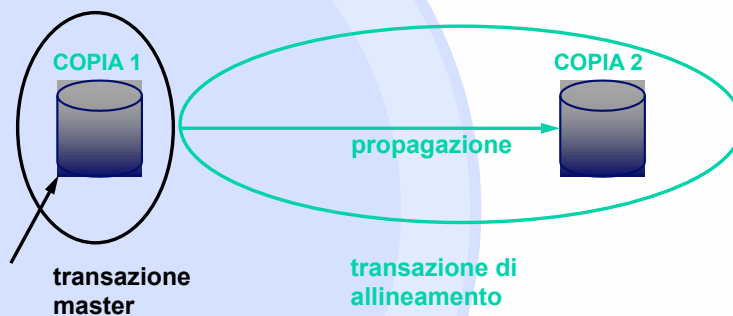 COPIA 1
COPIA 2
propagazione
transazione
master
transazione di
allineamento